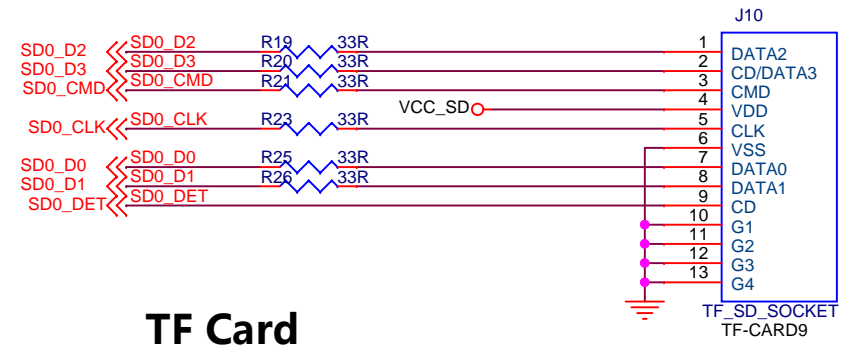 J10
SD0_D2 SD0_D2 R19 33R 1 DATA2
SD0_D3 SD0_D3 R20 33R 2 CD/DATA3
SD0_CMD SD0_CMD R21 33R 3 CMD
VCC_SD 4 VDD
SD0_CLK SD0_CLK R23 33R 5 CLK
6 VSS
SD0_D0 SD0_D0 R25 33R 7 DATA0
SD0_D1 SD0_D1 R26 33R 8 DATA1
SD0_DET SD0_DET 9 CD
10 G1
11 G2
12 G3
13 G4
TF_SD_SOCKET
TF Card TF-CARD9